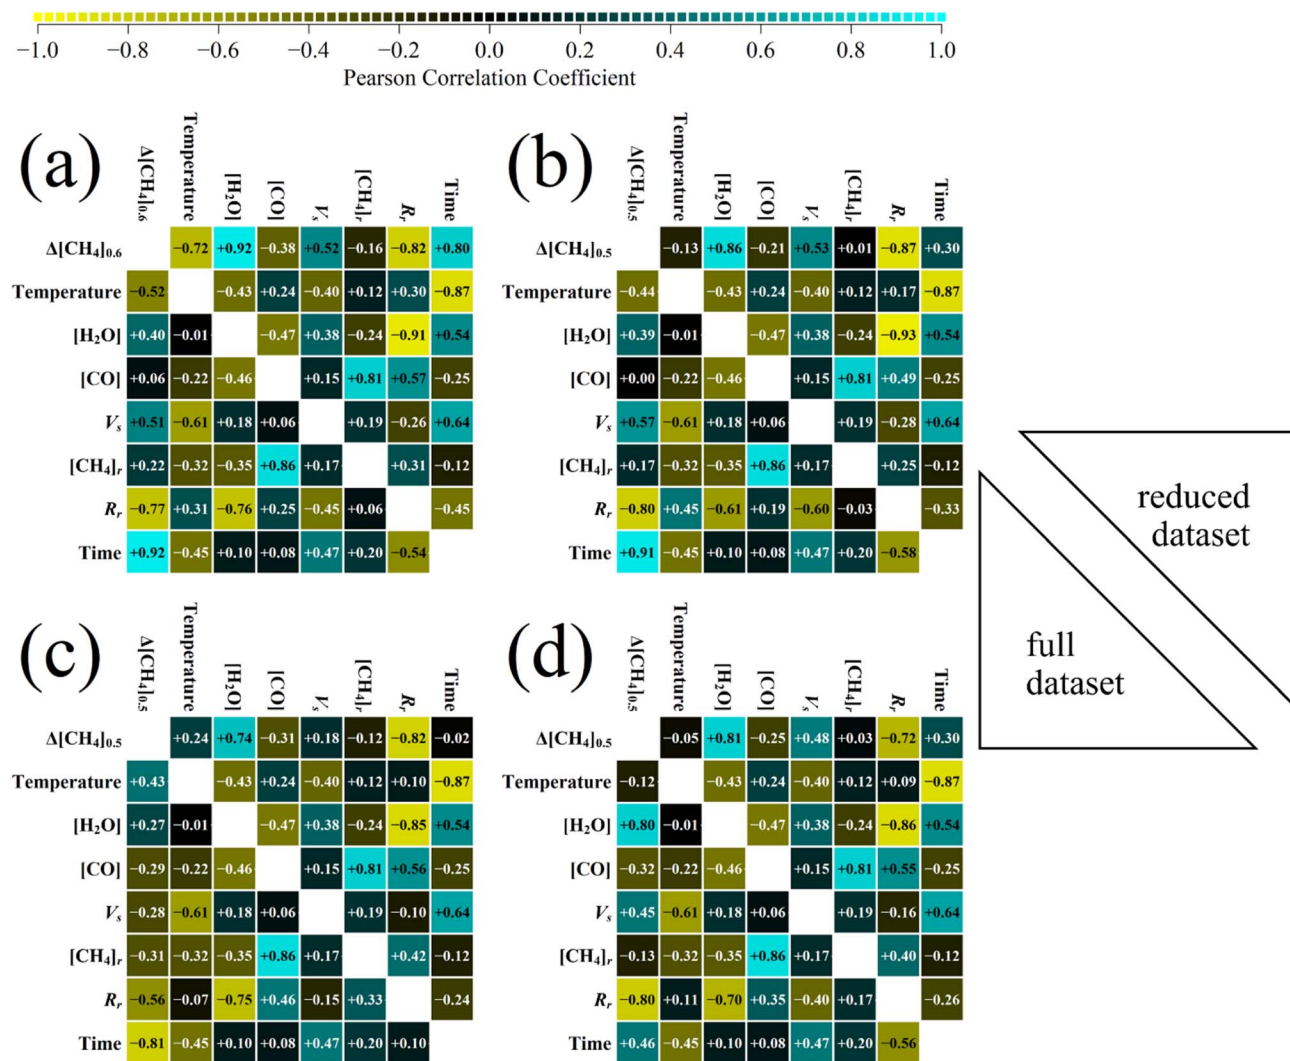 −1.0 −0.8 −0.6 −0.4 −0.2 0.0 0.2 0.4 0.6 0.8 1.0
Pearson Correlation Coefficient
(a)
Δ[CH₄]₀.₆ Temperature [H₂O] [CO] Vₛ [CH₄]ᵣ Rᵣ Time
Δ[CH₄]₀.₆ −0.72 +0.92 −0.38 +0.52 −0.16 −0.82 +0.80
Temperature −0.52 −0.43 +0.24 −0.40 +0.12 +0.30 −0.87
[H₂O] +0.40 −0.01 −0.47 +0.38 −0.24 −0.91 +0.54
[CO] +0.06 −0.22 −0.46 +0.15 +0.81 +0.57 −0.25
Vₛ +0.51 −0.61 +0.18 +0.06 +0.19 −0.26 +0.64
[CH₄]ᵣ +0.22 −0.32 −0.35 +0.86 +0.17 +0.31 −0.12
Rᵣ −0.77 +0.31 −0.76 +0.25 −0.45 +0.06 −0.45
Time +0.92 −0.45 +0.10 +0.08 +0.47 +0.20 −0.54
(b)
Δ[CH₄]₀.₅ Temperature [H₂O] [CO] Vₛ [CH₄]ᵣ Rᵣ Time
Δ[CH₄]₀.₅ −0.13 +0.86 −0.21 +0.53 +0.01 −0.87 +0.30
Temperature −0.44 −0.43 +0.24 −0.40 +0.12 +0.17 −0.87
[H₂O] +0.39 −0.01 −0.47 +0.38 −0.24 −0.93 +0.54
[CO] +0.00 −0.22 −0.46 +0.15 +0.81 +0.49 −0.25
Vₛ +0.57 −0.61 +0.18 +0.06 +0.19 −0.28 +0.64
[CH₄]ᵣ +0.17 −0.32 −0.35 +0.86 +0.17 +0.25 −0.12
Rᵣ −0.80 +0.45 −0.61 +0.19 −0.60 −0.03 −0.33
Time +0.91 −0.45 +0.10 +0.08 +0.47 +0.20 −0.58
reduced
dataset
full
dataset
(c)
Δ[CH₄]₀.₅ Temperature [H₂O] [CO] Vₛ [CH₄]ᵣ Rᵣ Time
Δ[CH₄]₀.₅ +0.24 +0.74 −0.31 +0.18 −0.12 −0.82 −0.02
Temperature +0.43 −0.43 +0.24 −0.40 +0.12 +0.10 −0.87
[H₂O] +0.27 −0.01 −0.47 +0.38 −0.24 −0.85 +0.54
[CO] −0.29 −0.22 −0.46 +0.15 +0.81 +0.56 −0.25
Vₛ −0.28 −0.61 +0.18 +0.06 +0.19 −0.10 +0.64
[CH₄]ᵣ −0.31 −0.32 −0.35 +0.86 +0.17 +0.42 −0.12
Rᵣ −0.56 −0.07 −0.75 +0.46 −0.15 +0.33 −0.24
Time −0.81 −0.45 +0.10 +0.08 +0.47 +0.20 +0.10
(d)
Δ[CH₄]₀.₅ Temperature [H₂O] [CO] Vₛ [CH₄]ᵣ Rᵣ Time
Δ[CH₄]₀.₅ −0.05 +0.81 −0.25 +0.48 +0.03 −0.72 +0.30
Temperature −0.12 −0.43 +0.24 −0.40 +0.12 +0.09 −0.87
[H₂O] +0.80 −0.01 −0.47 +0.38 −0.24 −0.86 +0.54
[CO] −0.32 −0.22 −0.46 +0.15 +0.81 +0.55 −0.25
Vₛ +0.45 −0.61 +0.18 +0.06 +0.19 −0.16 +0.64
[CH₄]ᵣ −0.13 −0.32 −0.35 +0.86 +0.17 +0.40 −0.12
Rᵣ −0.80 +0.11 −0.70 +0.35 −0.40 +0.17 −0.26
Time +0.46 −0.45 +0.10 +0.08 +0.47 +0.20 −0.56